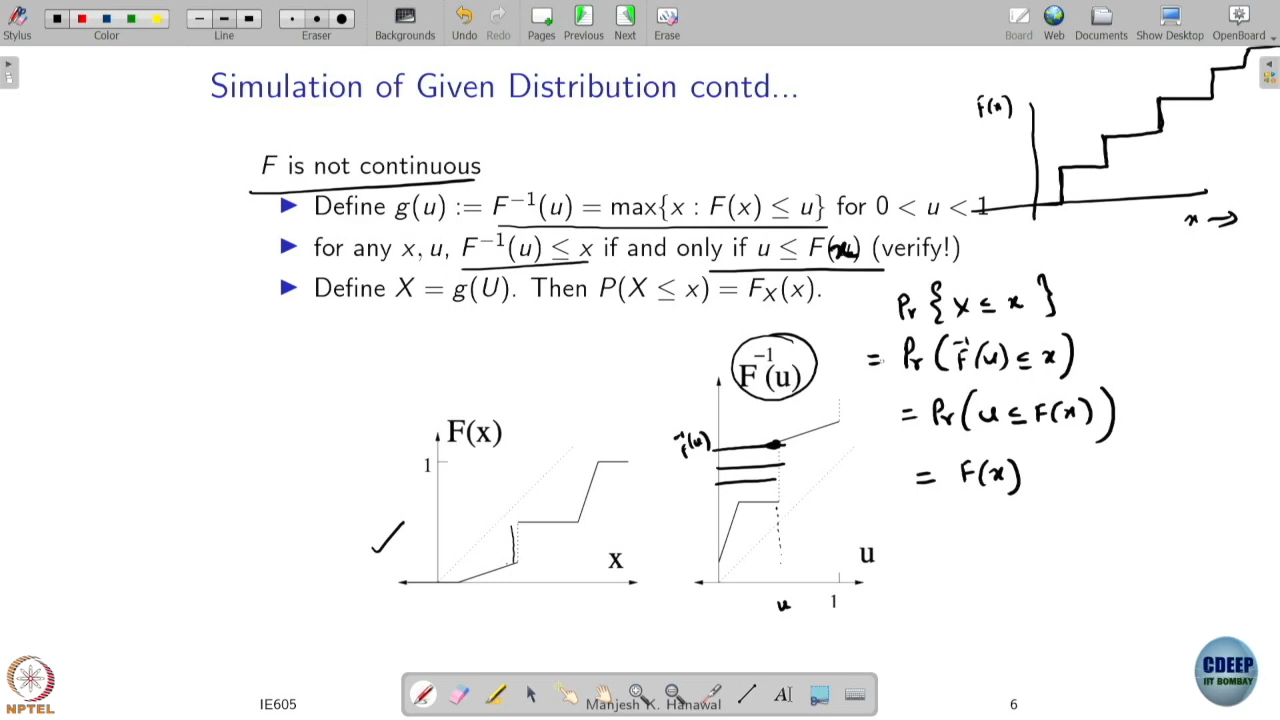 Stylus
Color
Line
Eraser
Backgrounds
Undo
Redo
Pages
Previous
Next
Erase
Board
Web
Documents
Show Desktop
OpenBoard
Simulation of Given Distribution contd...
F(x)
x →
F is not continuous
▶ Define g(u) := F⁻¹(u) = max{x : F(x) ≤ u} for 0 < u < 1
▶ for any x, u, F⁻¹(u) ≤ x if and only if u ≤ F(x) (verify!)
▶ Define X = g(U). Then P(X ≤ x) = F_X(x).
Pr { X ≤ x }
= Pr (F⁻¹(u) ≤ x)
= Pr (u ≤ F(x))
= F(x)
F(x)
1
x
F⁻¹(u)
F⁻¹(u)
u
u
1
NPTEL
IE605
Manjesh K. Hanawal
6
CDEEP
IIT BOMBAY